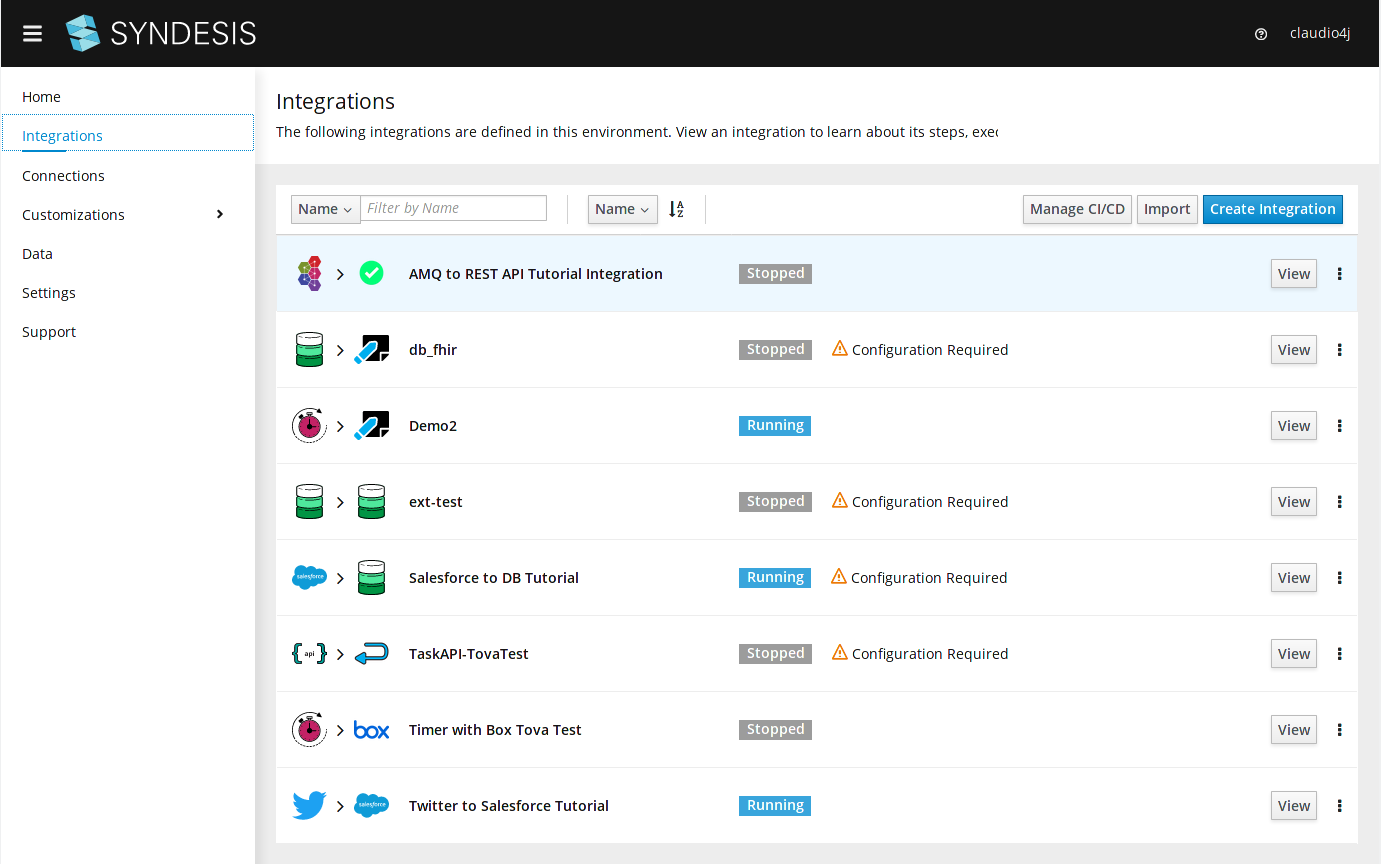 SYNDESIS
claudio4j
Home
Integrations
Connections
Customizations
Data
Settings
Support
Integrations
The following integrations are defined in this environment. View an integration to learn about its steps, exec
Name Filter by Name Name A Z Manage CI/CD Import Create Integration
AMQ to REST API Tutorial Integration Stopped View
db_fhir Stopped Configuration Required View
Demo2 Running View
ext-test Stopped Configuration Required View
salesforce Salesforce to DB Tutorial Running Configuration Required View
{api} TaskAPI-TovaTest Stopped Configuration Required View
box Timer with Box Tova Test Stopped View
salesforce Twitter to Salesforce Tutorial Running View